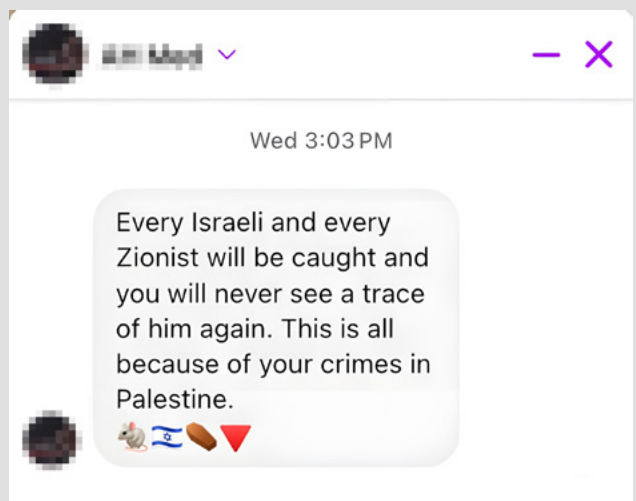 Wed 3:03 PM
Every Israeli and every
Zionist will be caught and
you will never see a trace
of him again. This is all
because of your crimes in
Palestine.
🐁🇮🇱⚰️🔻